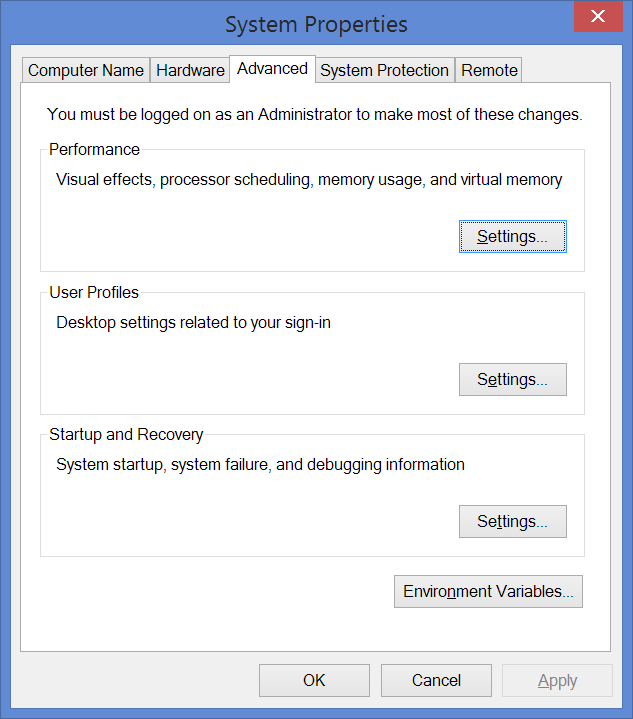 System Properties
Computer Name Hardware Advanced System Protection Remote
You must be logged on as an Administrator to make most of these changes.
Performance
Visual effects, processor scheduling, memory usage, and virtual memory
Settings...
User Profiles
Desktop settings related to your sign-in
Settings...
Startup and Recovery
System startup, system failure, and debugging information
Settings...
Environment Variables...
OK Cancel Apply